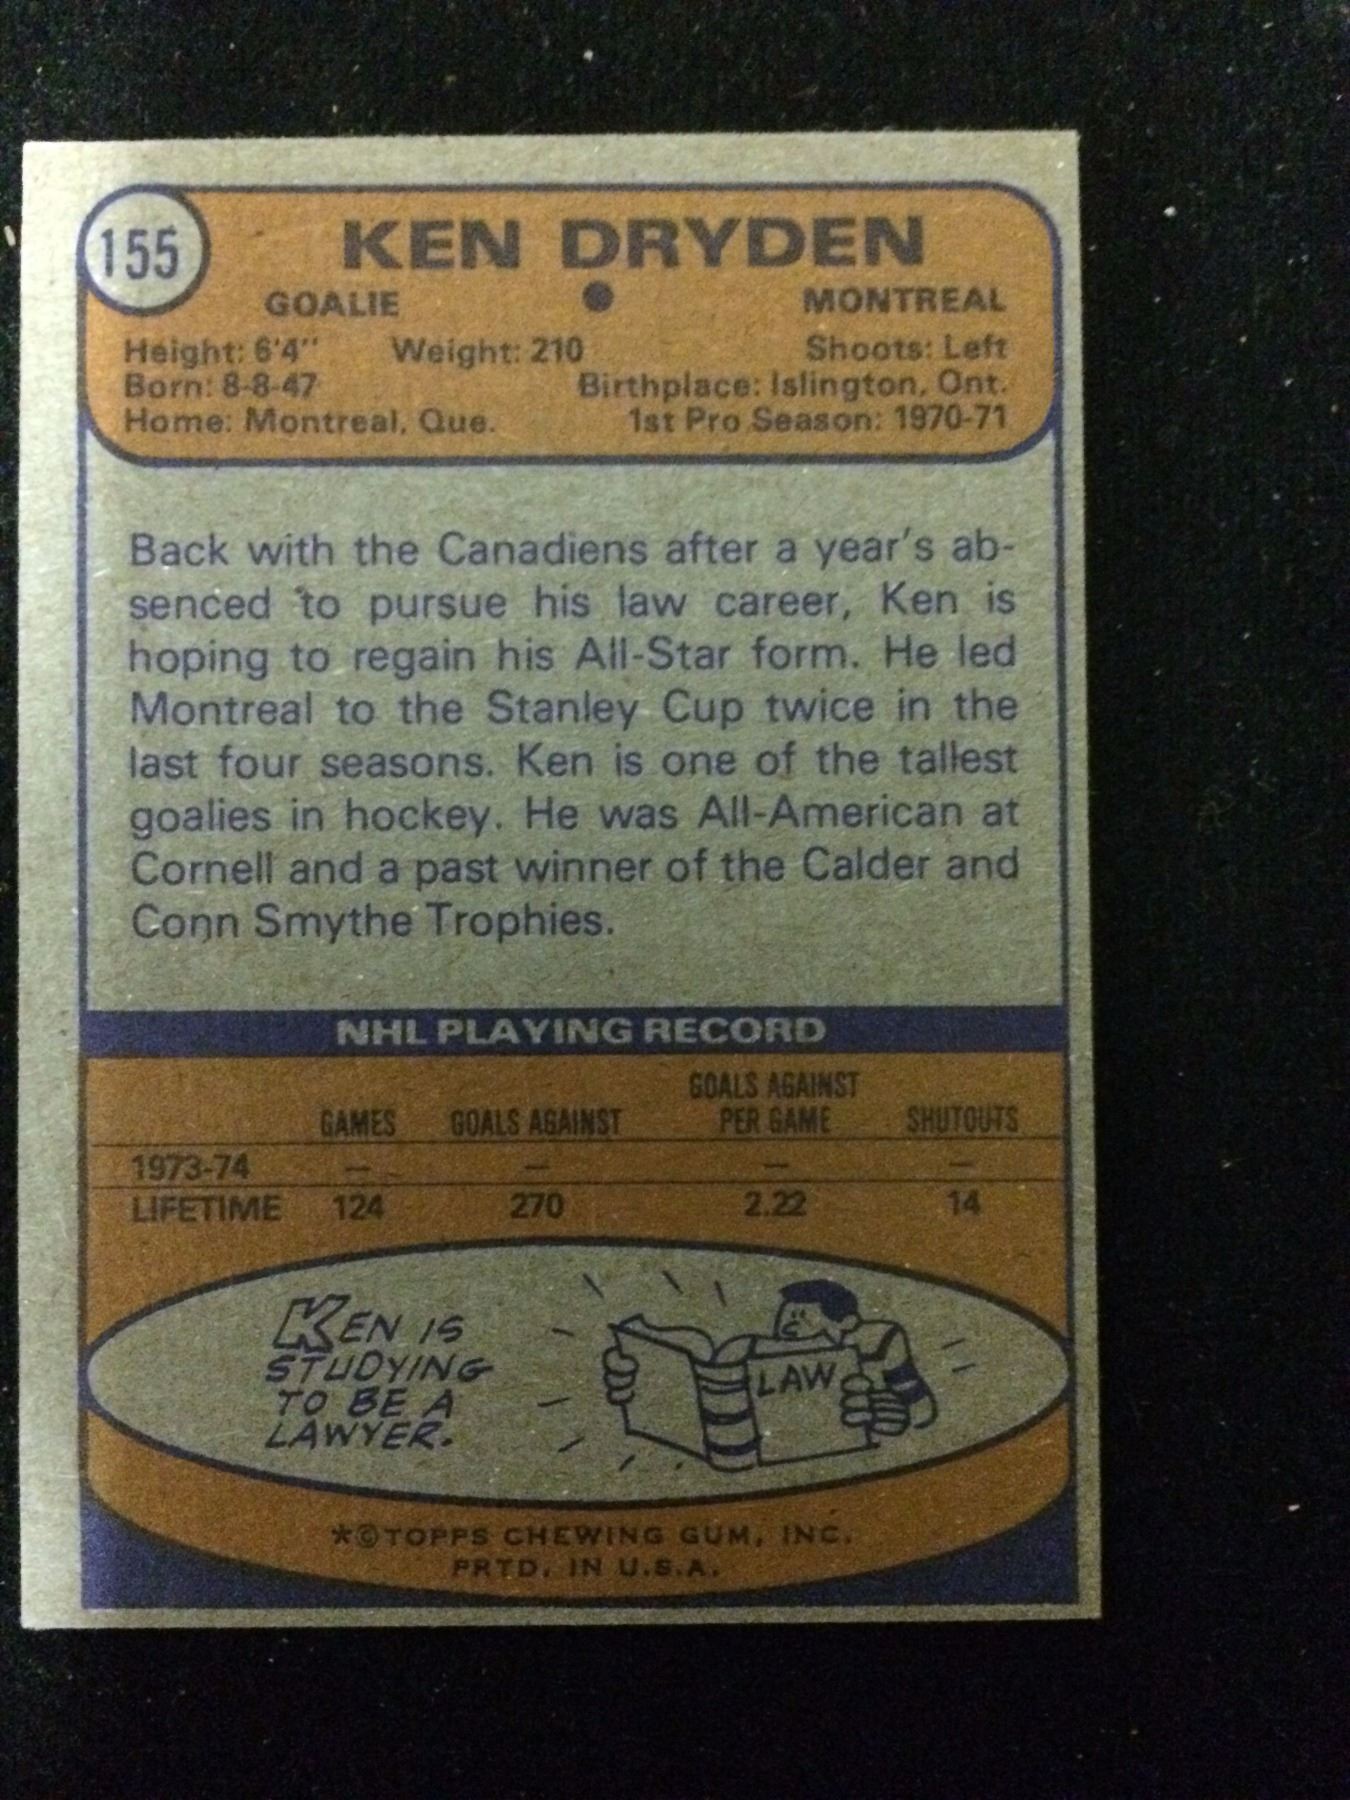 155
KEN DRYDEN
GOALIE ● MONTREAL
Height: 6'4" Weight: 210 Shoots: Left
Born: 8-8-47 Birthplace: Islington, Ont.
Home: Montreal, Que. 1st Pro Season: 1970-71
Back with the Canadiens after a year's ab-
senced to pursue his law career, Ken is
hoping to regain his All-Star form. He led
Montreal to the Stanley Cup twice in the
last four seasons. Ken is one of the tallest
goalies in hockey. He was All-American at
Cornell and a past winner of the Calder and
Conn Smythe Trophies.
NHL PLAYING RECORD
GAMES GOALS AGAINST GOALS AGAINST PER GAME SHUTOUTS
1973-74 — — — —
LIFETIME 124 270 2.22 14
KEN IS
STUDYING
TO BE A
LAWYER.
LAW
*©TOPPS CHEWING GUM, INC.
PRTD. IN U.S.A.